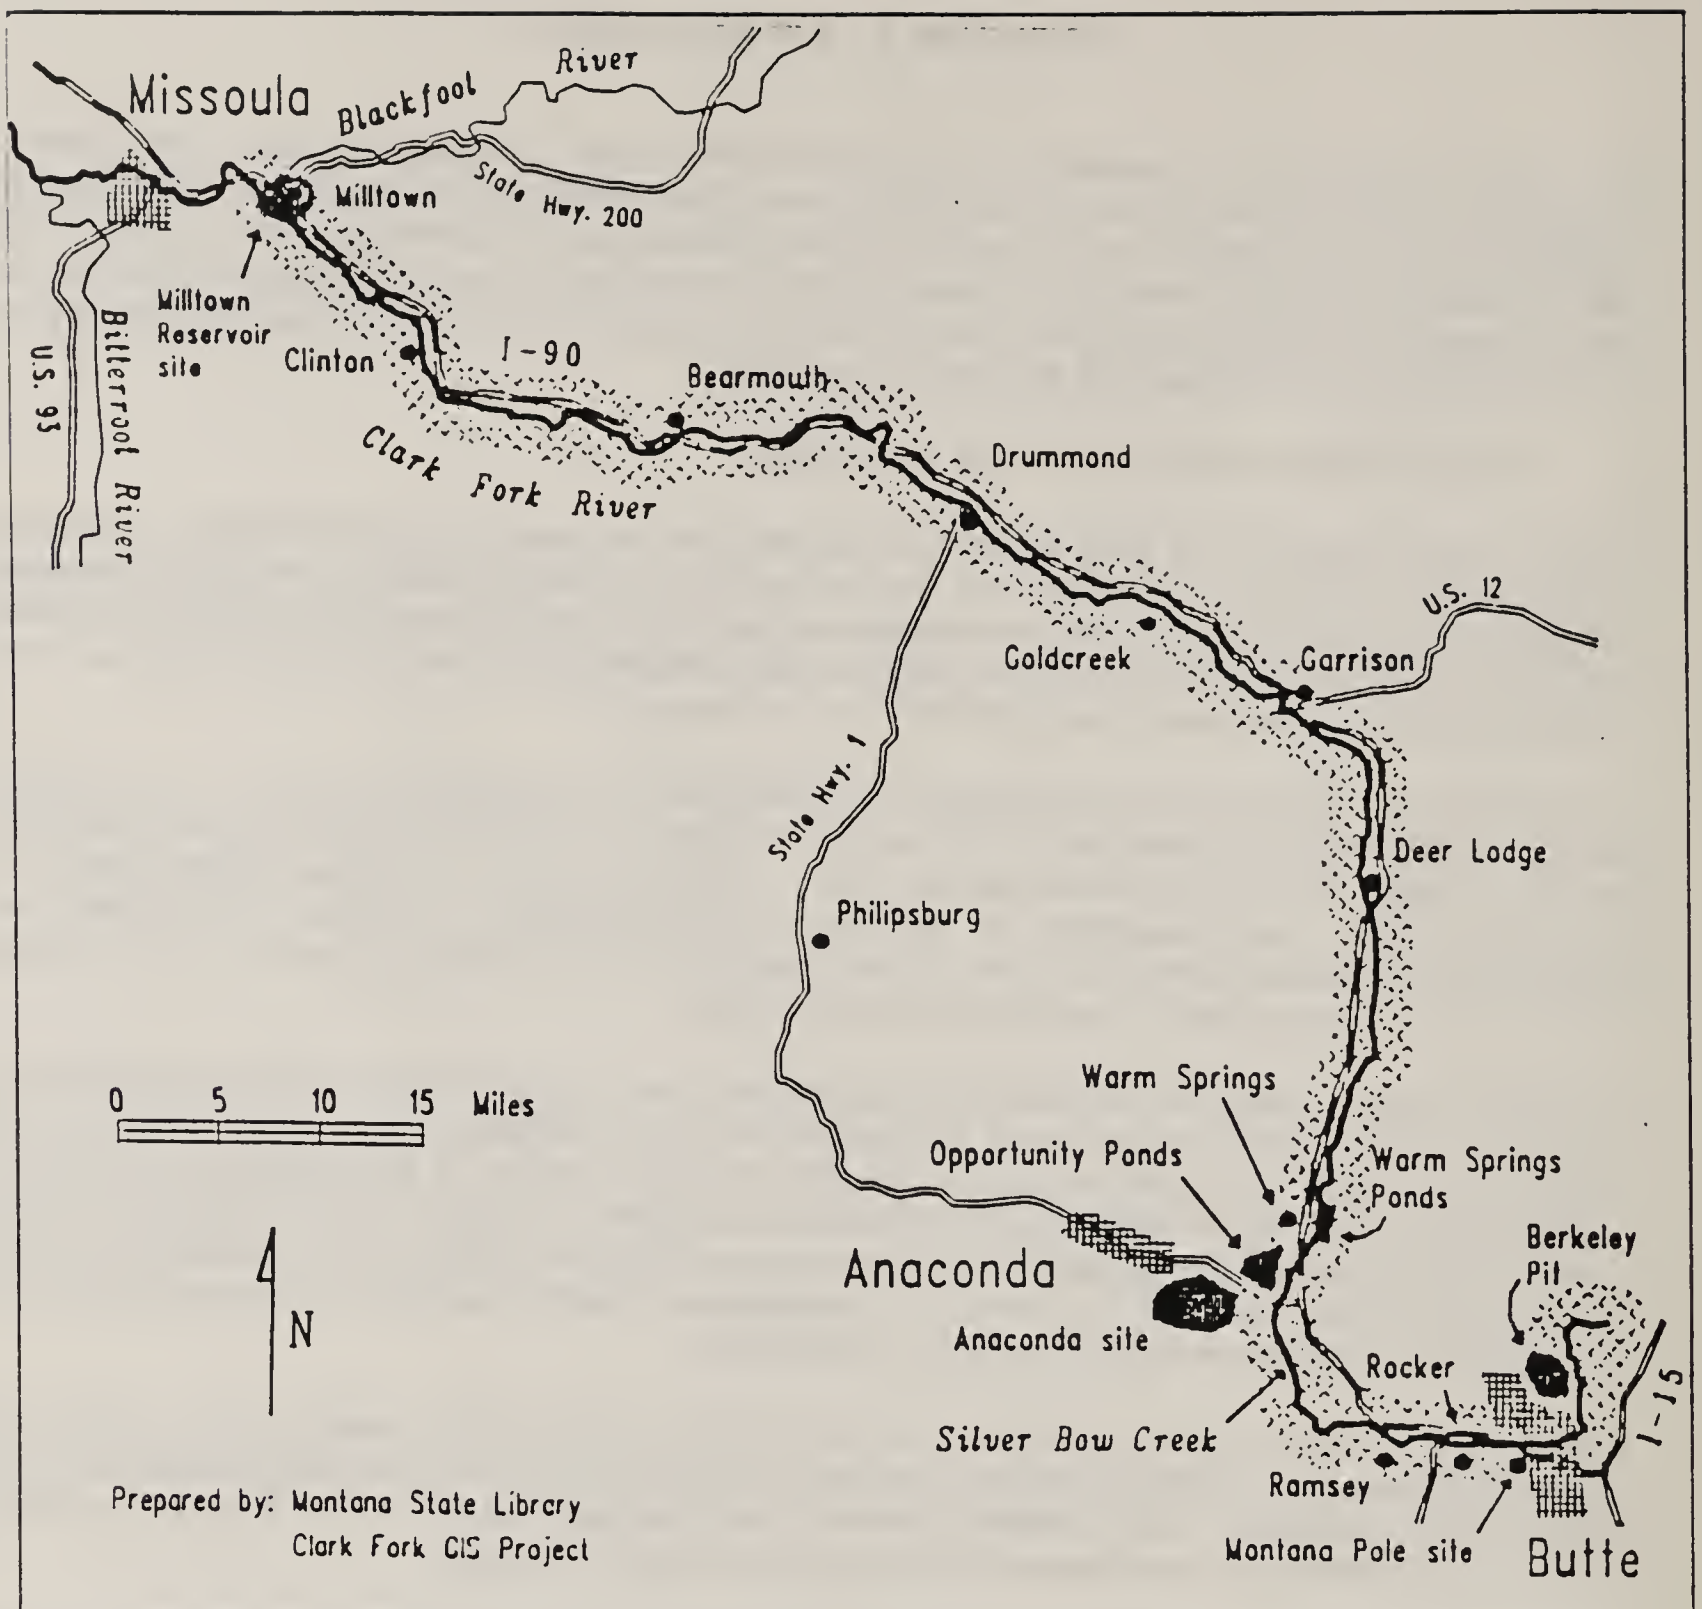 Missoula
Blackfoot
River
State Hwy. 200
Milltown
Milltown
Reservoir
site
Clinton
I-90
Bearmouth
U.S. 93
Bitterroot River
Clark Fork River
Drummond
U.S. 12
Goldcreek
Garrison
State Hwy. 1
Deer Lodge
Philipsburg
0 5 10 15 Miles
Warm Springs
Opportunity Ponds
Warm Springs
Ponds
Berkeley
Pit
Anaconda
N
Anaconda site
Rocker
I-15
Silver Bow Creek
Ramsey
Prepared by: Montana State Library
Clark Fork GIS Project
Montana Pole site
Butte